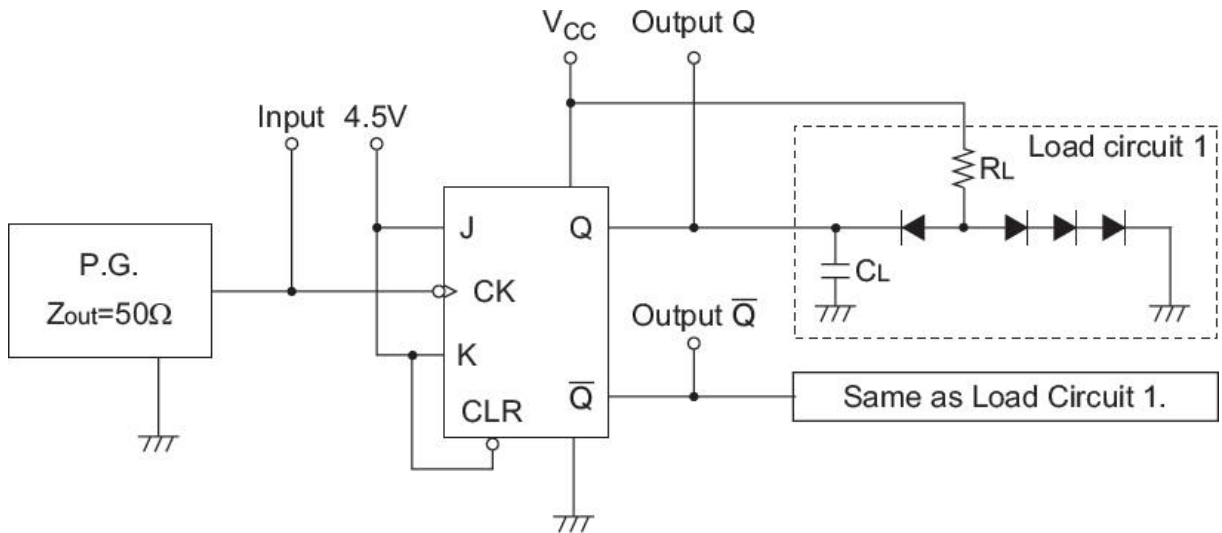 VCC
Output Q
Input
4.5V
Load circuit 1
RL
P.G.
Zout=50Ω
J
Q
CK
CL
K
Output Q̅
CLR
Q̅
Same as Load Circuit 1.